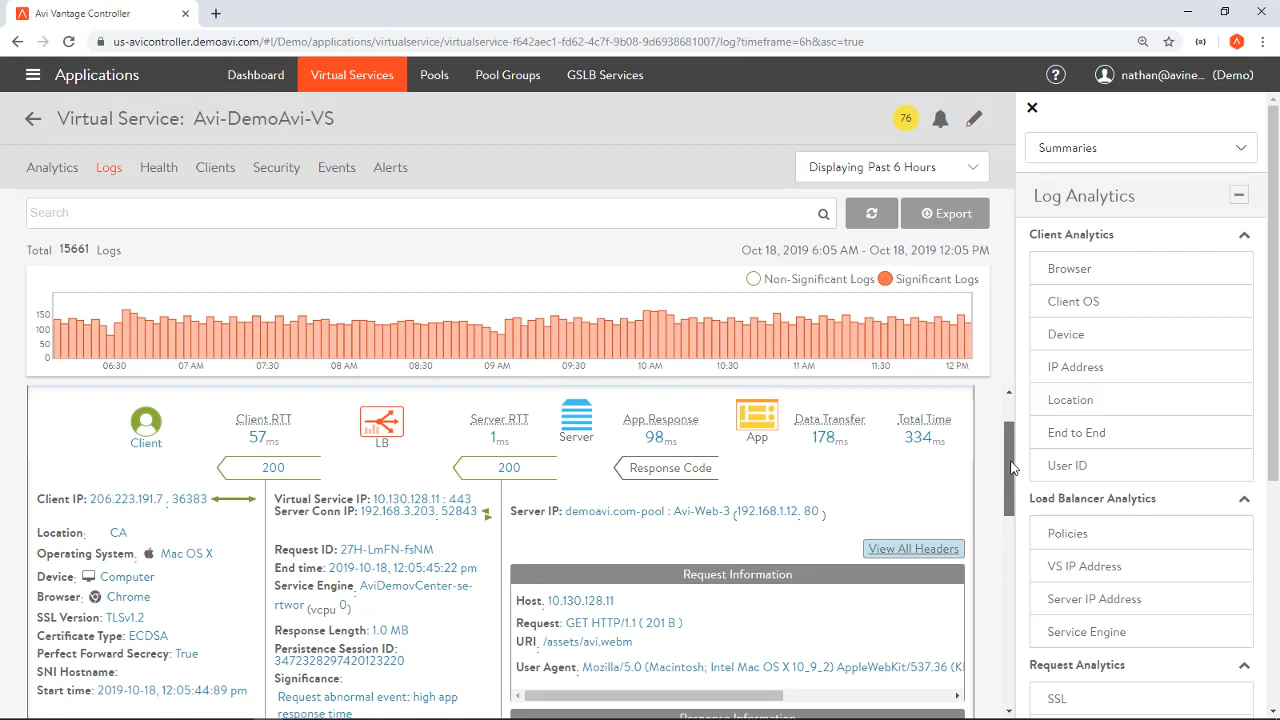 Avi Vantage Controller
us-avicontroller.demoavi.com/#!/Demo/applications/virtualservice/virtualservice-f642aec1-fd62-4c7f-9b08-9d6938681007/log?timeframe=6h&asc=true
Applications Dashboard Virtual Services Pools Pool Groups GSLB Services nathan@avine... (Demo)
Virtual Service: Avi-DemoAvi-VS 76
Summaries
Analytics Logs Health Clients Security Events Alerts Displaying Past 6 Hours
Log Analytics
Search Export
Client Analytics
Total 15661 Logs Oct 18, 2019 6:05 AM - Oct 18, 2019 12:05 PM
Browser
Non-Significant Logs Significant Logs
Client OS
150
100
50
0
Device
06:30 07 AM 07:30 08 AM 08:30 09 AM 09:30 10 AM 10:30 11 AM 11:30 12 PM
IP Address
Location
End to End
User ID
Load Balancer Analytics
Policies
VS IP Address
Server IP Address
Service Engine
Request Analytics
SSL
Client Client RTT LB Server RTT Server App Response App Data Transfer Total Time
57ms 1ms 98ms 178ms 334ms
200 200 Response Code
Client IP: 206.223.191.7 : 36383
Location: CA
Operating System: Mac OS X
Device: Computer
Browser: Chrome
SSL Version: TLSv1.2
Certificate Type: ECDSA
Perfect Forward Secrecy: True
SNI Hostname:
Start time: 2019-10-18, 12:05:44:89 pm
Virtual Service IP: 10.130.128.11 : 443
Server Conn IP: 192.168.3.203. 52843
Request ID: 27H-LmFN-fsNM
End time: 2019-10-18, 12:05:45:22 pm
Service Engine: AviDemovCenter-se-
rtwor (vcpu 0)
Response Length: 1.0 MB
Persistence Session ID:
3472328297420123220
Significance:
Request abnormal event: high app
response time
Server IP: demoavi.com-pool : Avi-Web-3 (192.168.1.12. 80 )
View All Headers
Request Information
Host: 10.130.128.11
Request: GET HTTP/1.1 ( 201 B )
URI: /assets/avi.webm
User Agent: Mozilla/5.0 (Macintosh; Intel Mac OS X 10_9_2) AppleWebKit/537.36 (K
Response Information